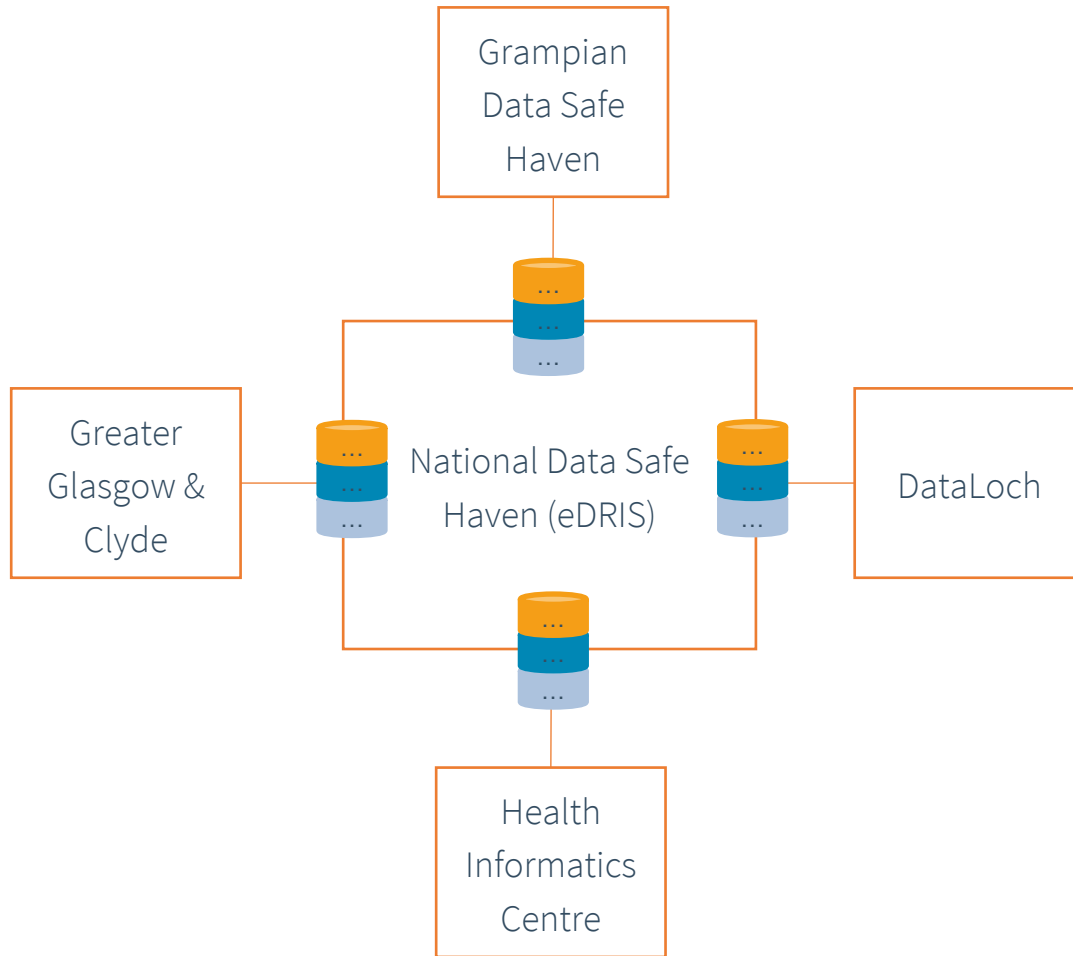 Grampian
Data Safe
Haven
...
...
...
Greater
Glasgow &
Clyde
...
...
...
National Data Safe
Haven (eDRIS)
...
...
...
DataLoch
...
...
...
Health
Informatics
Centre